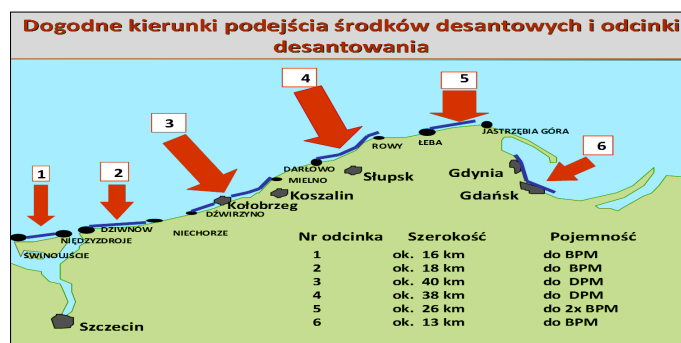 Dogodne kierunki podejścia środków desantowych i odcinki
desantowania
4
5
3
6
1
2
JASTRZĘBIA GÓRA
ROWY
ŁEBA
DARŁOWO
MIELNO
Słupsk
Gdynia
Gdańsk
Koszalin
Kołobrzeg
DŹWIRZYNO
DZIWNÓW
NIECHORZE
MIĘDZYZDROJE
ŚWINOUJŚCIE
Szczecin
Nr odcinka Szerokość Pojemność
1 ok. 16 km do BPM
2 ok. 18 km do BPM
3 ok. 40 km do DPM
4 ok. 38 km do DPM
5 ok. 26 km do 2x BPM
6 ok. 13 km do BPM